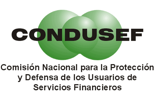 CONDUSEF
Comisión Nacional para la Protección
y Defensa de los Usuarios de
Servicios Financieros